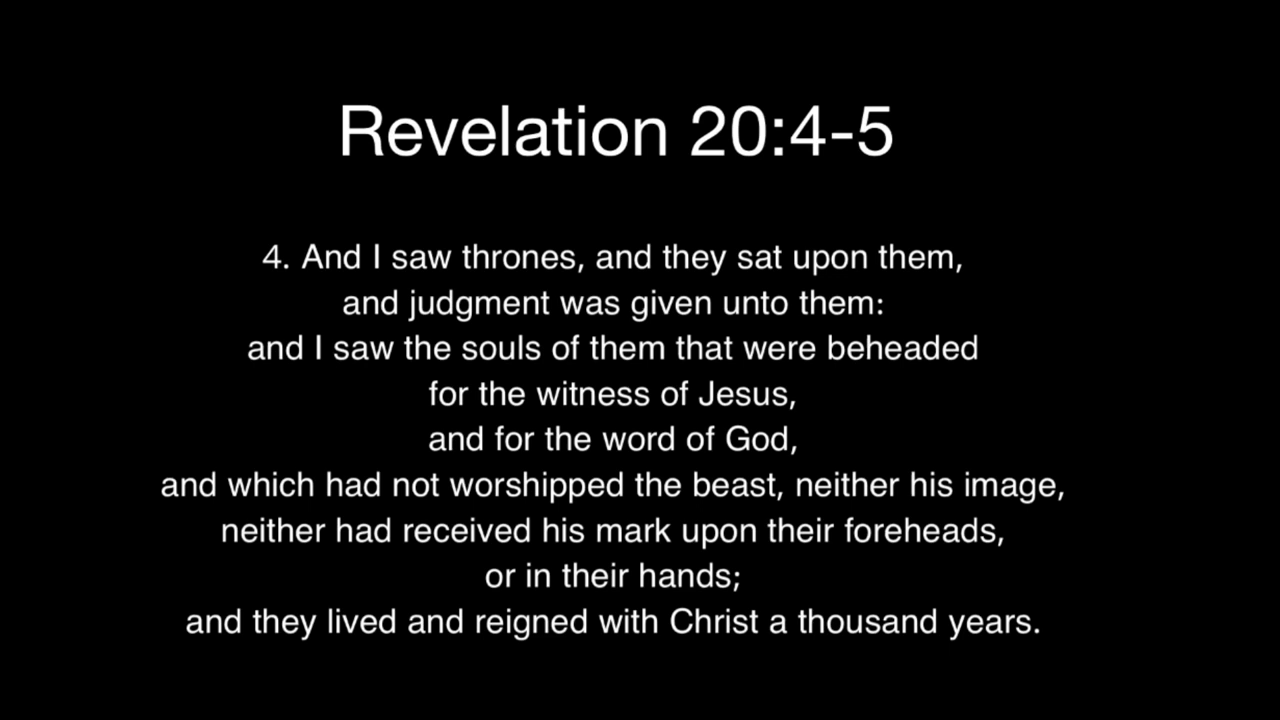 Revelation 20:4-5
4. And I saw thrones, and they sat upon them,
and judgment was given unto them:
and I saw the souls of them that were beheaded
for the witness of Jesus,
and for the word of God,
and which had not worshipped the beast, neither his image,
neither had received his mark upon their foreheads,
or in their hands;
and they lived and reigned with Christ a thousand years.